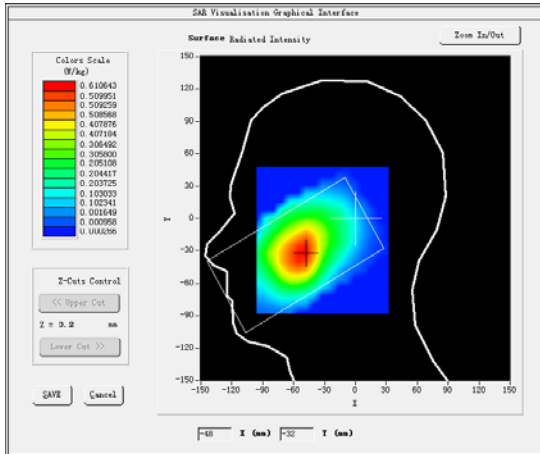 SAR Visualisation Graphical Interface
Surface Radiated Intensity
Zoom In/Out
Colors Scale
(W/kg)
0.610643
0.509951
0.509259
0.508568
0.407876
0.407184
0.306492
0.305800
0.205108
0.204417
0.203725
0.103033
0.102341
0.001649
0.000958
0.000266
Z-Cuts Control
<< Upper Cut
Z = 3.2 mm
Lower Cut >>
SAVE Cancel
150
120
90
60
30
0
-30
-60
-90
-120
-150
Y
-150 -120 -90 -60 -30 0 30 60 90 120 150
X
-48 X (mm) -32 Y (mm)